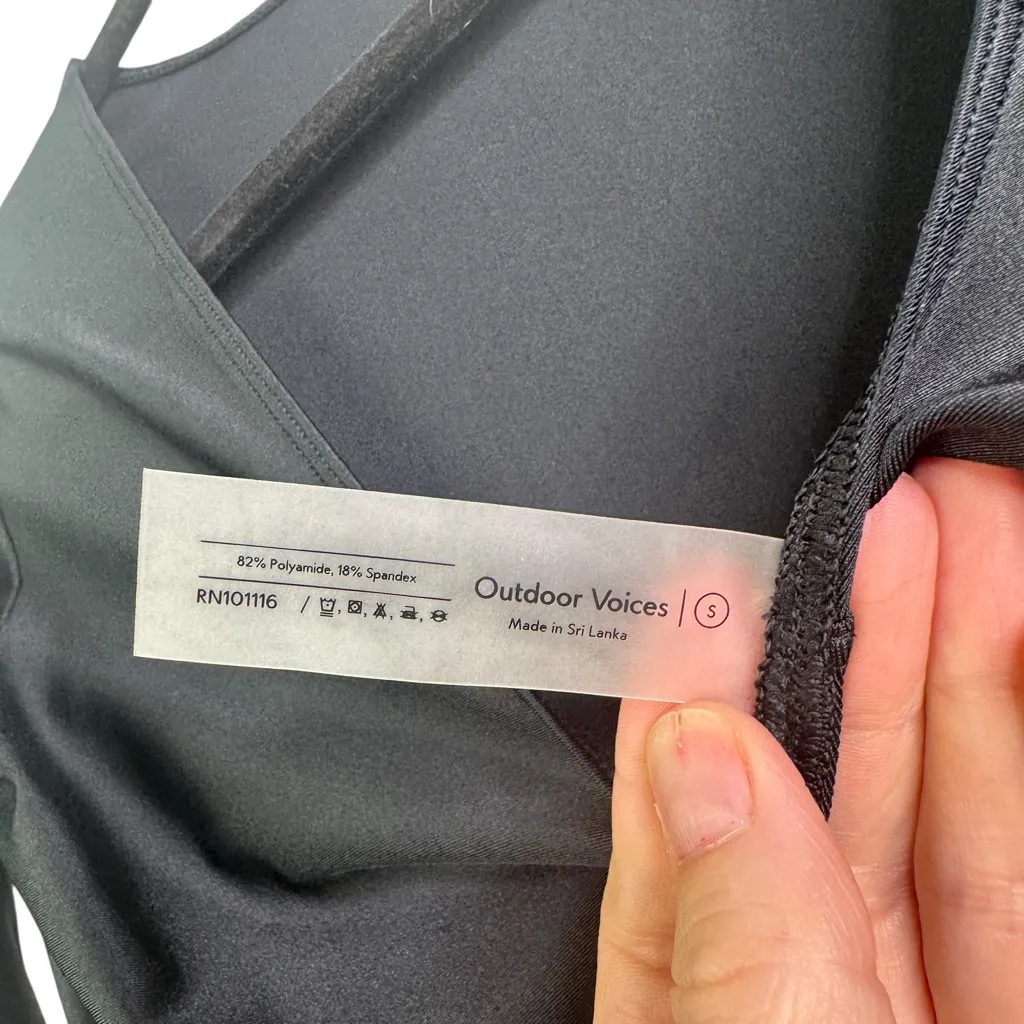 82% Polyamide, 18% Spandex
RN101116 /
Outdoor Voices | S
Made in Sri Lanka